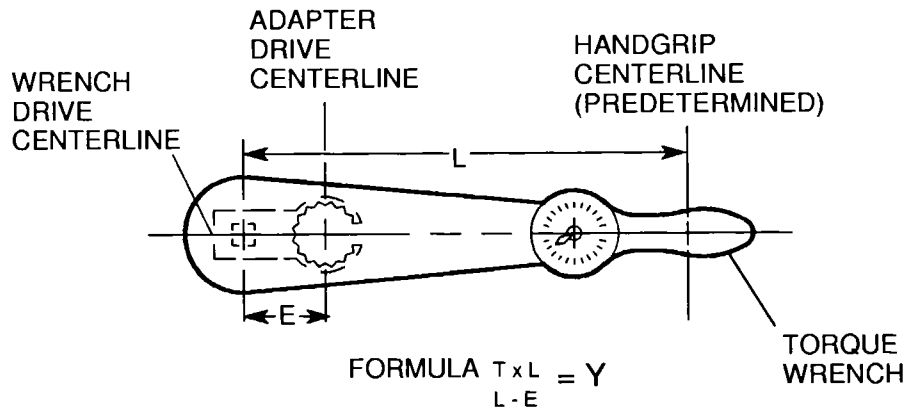 ADAPTER
DRIVE
CENTERLINE
HANDGRIP
CENTERLINE
(PREDETERMINED)
WRENCH
DRIVE
CENTERLINE
L
E
TORQUE
WRENCH
FORMULA T x L = Y
L - E